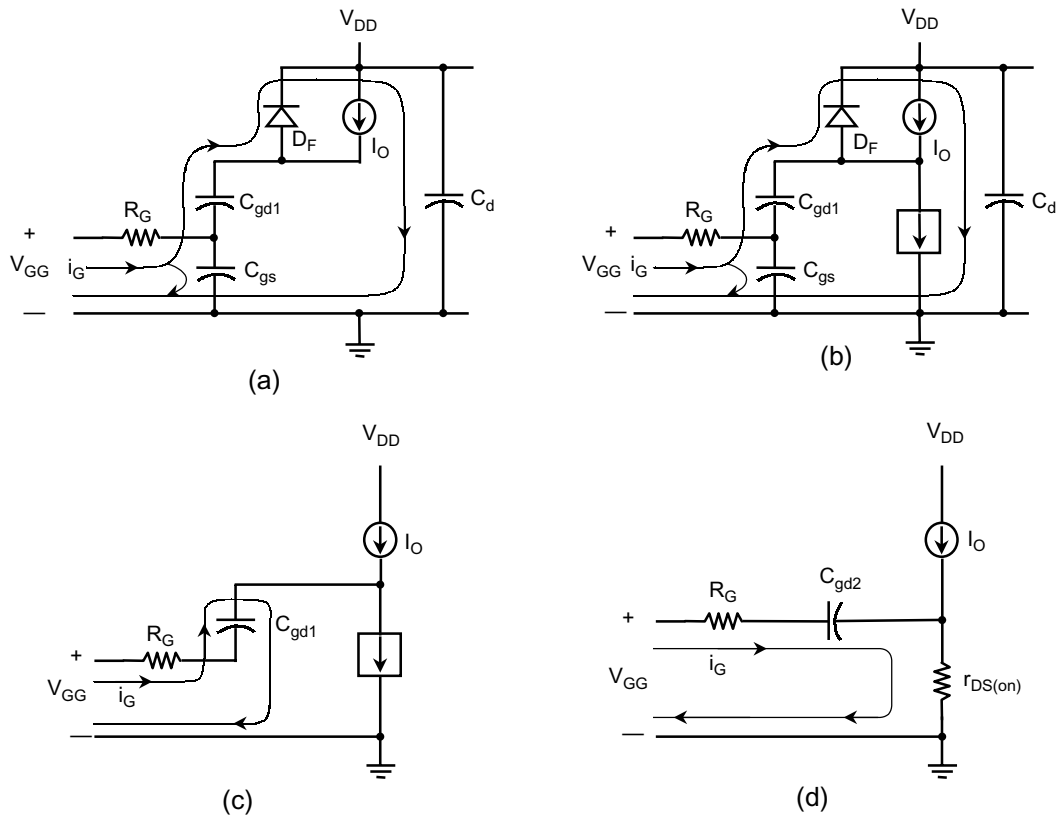 V_DD
D_F
I_O
C_gd1
C_d
R_G
+
V_GG i_G
C_gs
—
(a)
V_DD
D_F
I_O
C_gd1
C_d
R_G
+
V_GG i_G
C_gs
—
(b)
V_DD
I_O
C_gd1
R_G
+
V_GG i_G
—
(c)
V_DD
I_O
C_gd2
R_G
+
i_G
V_GG
r_DS(on)
—
(d)